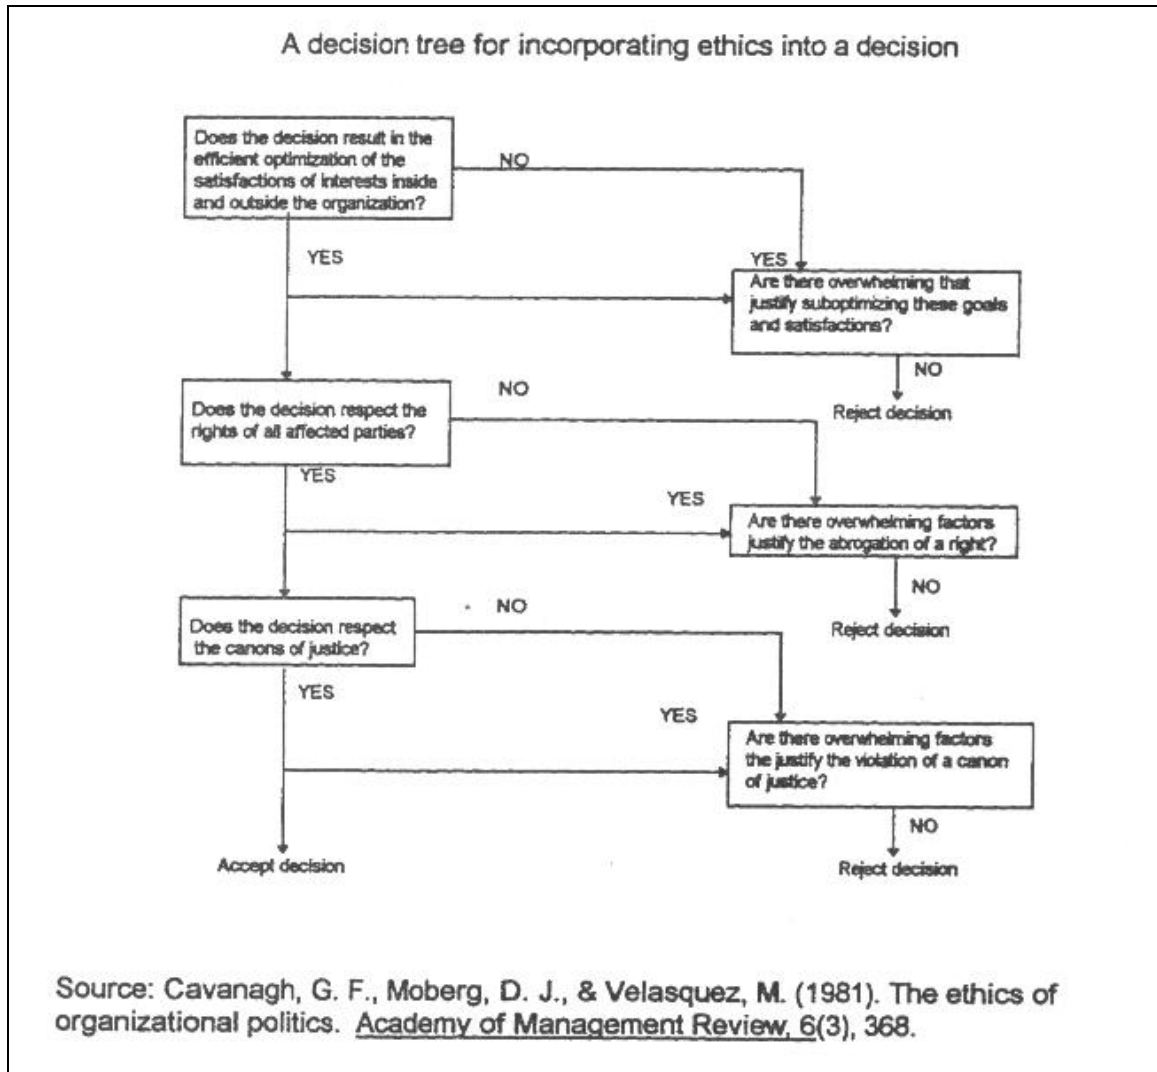 A decision tree for incorporating ethics into a decision
Does the decision result in the
efficient optimization of the
satisfactions of interests inside
and outside the organization?
NO
YES
YES
Are there overwhelming that
justify suboptimizing these goals
and satisfactions?
NO
Reject decision
Does the decision respect the
rights of all affected parties?
NO
YES
YES
Are there overwhelming factors
justify the abrogation of a right?
NO
Reject decision
Does the decision respect
the canons of justice?
NO
YES
YES
Are there overwhelming factors
the justify the violation of a canon
of justice?
NO
Reject decision
Accept decision
Source: Cavanagh, G. F., Moberg, D. J., & Velasquez, M. (1981). The ethics of
organizational politics. Academy of Management Review, 6(3), 368.